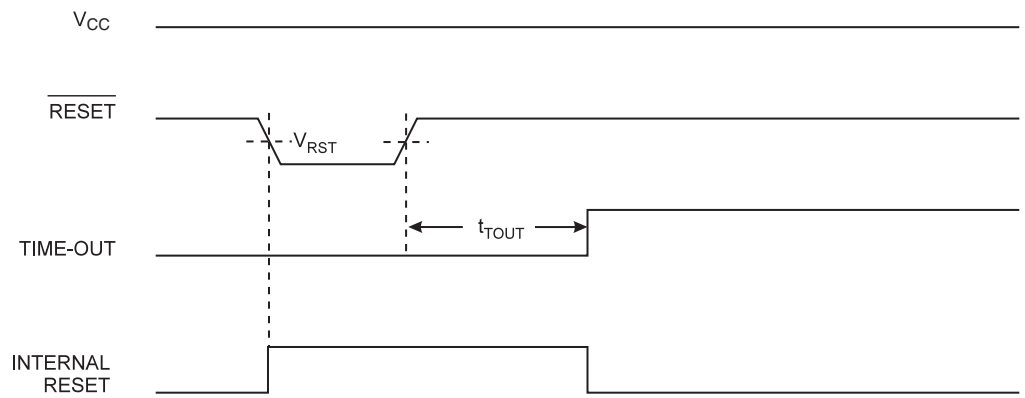 VCC
RESET
VRST
tTOUT
TIME-OUT
INTERNAL
RESET